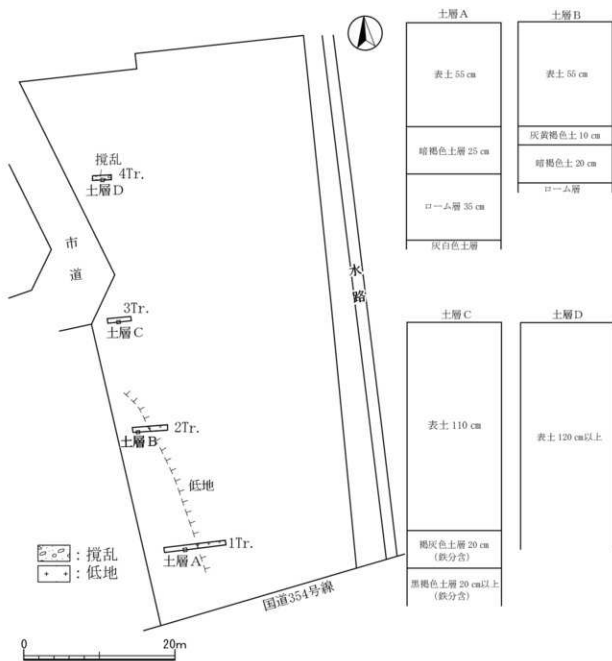 土層A
表土 55 ㎝
暗褐色土層 25 ㎝
ローム層 35 ㎝
灰白色土層
土層B
表土 55 ㎝
灰黄褐色土 10 ㎝
暗褐色土 20 ㎝
ローム層
攪乱
4Tr.
土層D
市道
水路
3Tr.
土層C
2Tr.
土層B
低地
1Tr.
土層A
国道354号線
：攪乱
：低地
0 20m
土層C
表土 110 ㎝
褐灰色土層 20 ㎝
(鉄分含)
黒褐色土層 20 ㎝以上
(鉄分含)
土層D
表土 120 ㎝以上